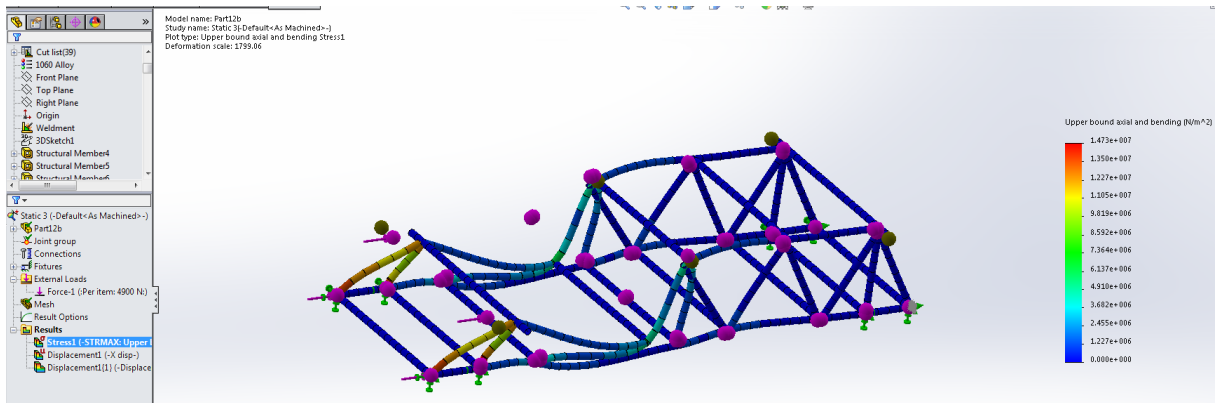 Cut list(39)
1060 Alloy
Front Plane
Top Plane
Right Plane
Origin
Weldment
3DSketch1
Structural Member4
Structural Member5
Structural Member6
Static 3 (-Default<As Machined>-)
Part12b
Joint group
Connections
Fixtures
External Loads
Force-1 (:Per item: 4900 N:)
Mesh
Result Options
Results
Stress1 (-STRMAX: Upper
Displacement1 (-X disp-)
Displacement1(1) (-Displace
Model name: Part12b
Study name: Static 3(-Default<As Machined>-)
Plot type: Upper bound axial and bending Stress1
Deformation scale: 1799.06
Upper bound axial and bending (N/m^2)
1.473e+007
1.350e+007
1.227e+007
1.105e+007
9.819e+006
8.592e+006
7.364e+006
6.137e+006
4.910e+006
3.682e+006
2.455e+006
1.227e+006
0.000e+000